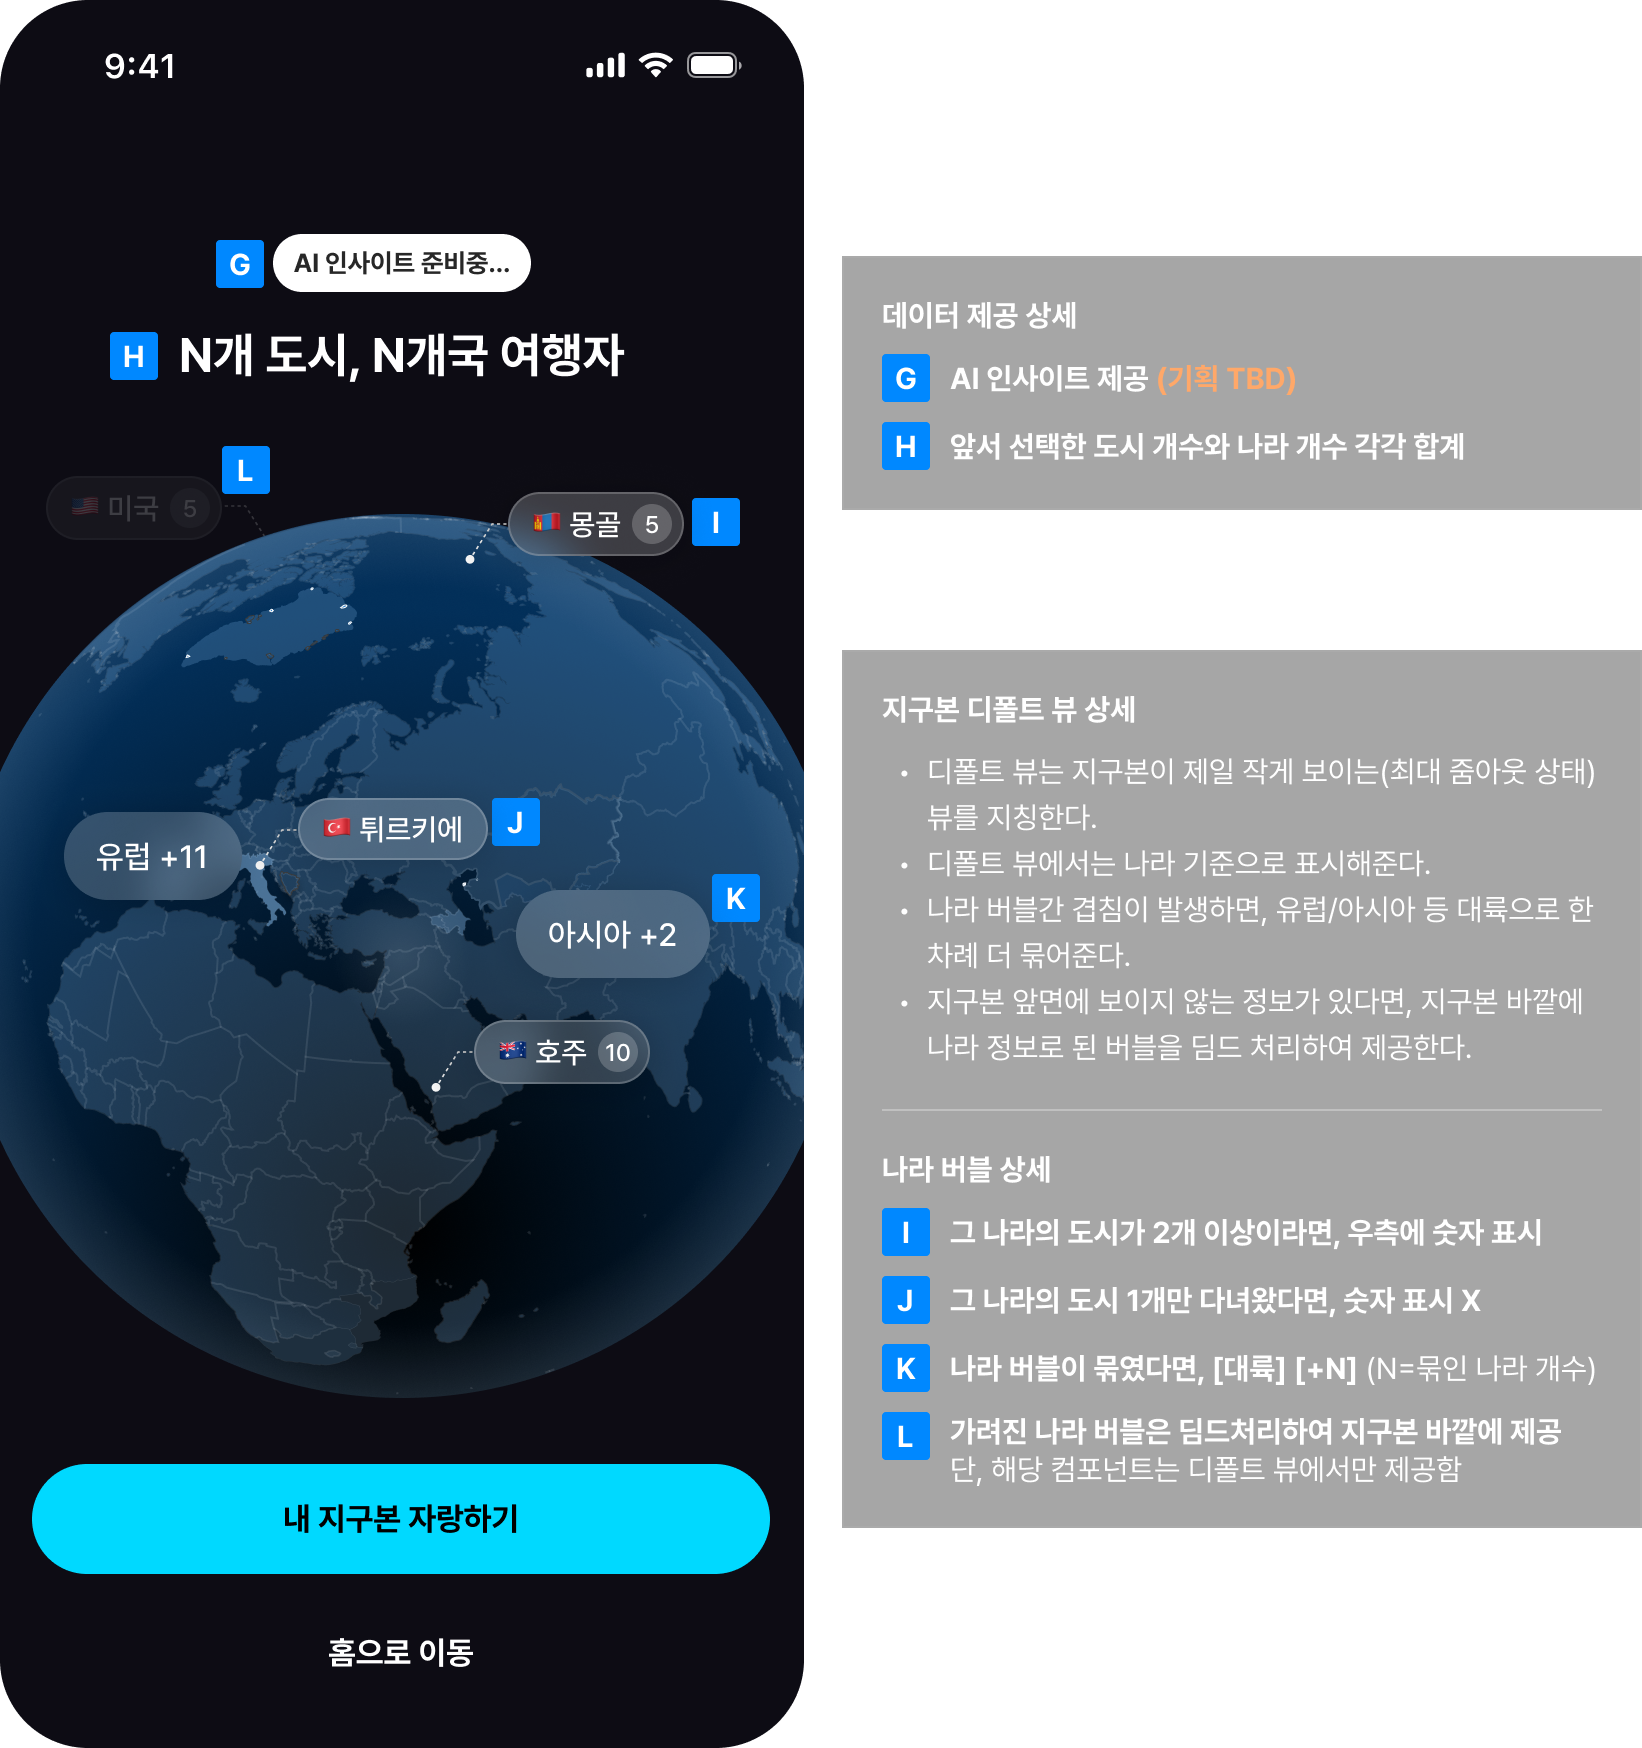 9:41
G
AI 인사이트 준비중...
H
N개 도시, N개국 여행자
L
미국 5
몽골 5
I
튀르키에
J
유럽 +11
K
아시아 +2
호주 10
내 지구본 자랑하기
홈으로 이동
데이터 제공 상세
G AI 인사이트 제공 (기획 TBD)
H 앞서 선택한 도시 개수와 나라 개수 각각 합계
지구본 디폴트 뷰 상세
• 디폴트 뷰는 지구본이 제일 작게 보이는(최대 줌아웃 상태)
뷰를 지칭한다.
• 디폴트 뷰에서는 나라 기준으로 표시해준다.
• 나라 버블간 겹침이 발생하면, 유럽/아시아 등 대륙으로 한
차례 더 묶어준다.
• 지구본 앞면에 보이지 않는 정보가 있다면, 지구본 바깥에
나라 정보로 된 버블을 딤드 처리하여 제공한다.
나라 버블 상세
I 그 나라의 도시가 2개 이상이라면, 우측에 숫자 표시
J 그 나라의 도시 1개만 다녀왔다면, 숫자 표시 X
K 나라 버블이 묶였다면, [대륙] [+N] (N=묶인 나라 개수)
L 가려진 나라 버블은 딤드처리하여 지구본 바깥에 제공
단, 해당 컴포넌트는 디폴트 뷰에서만 제공함